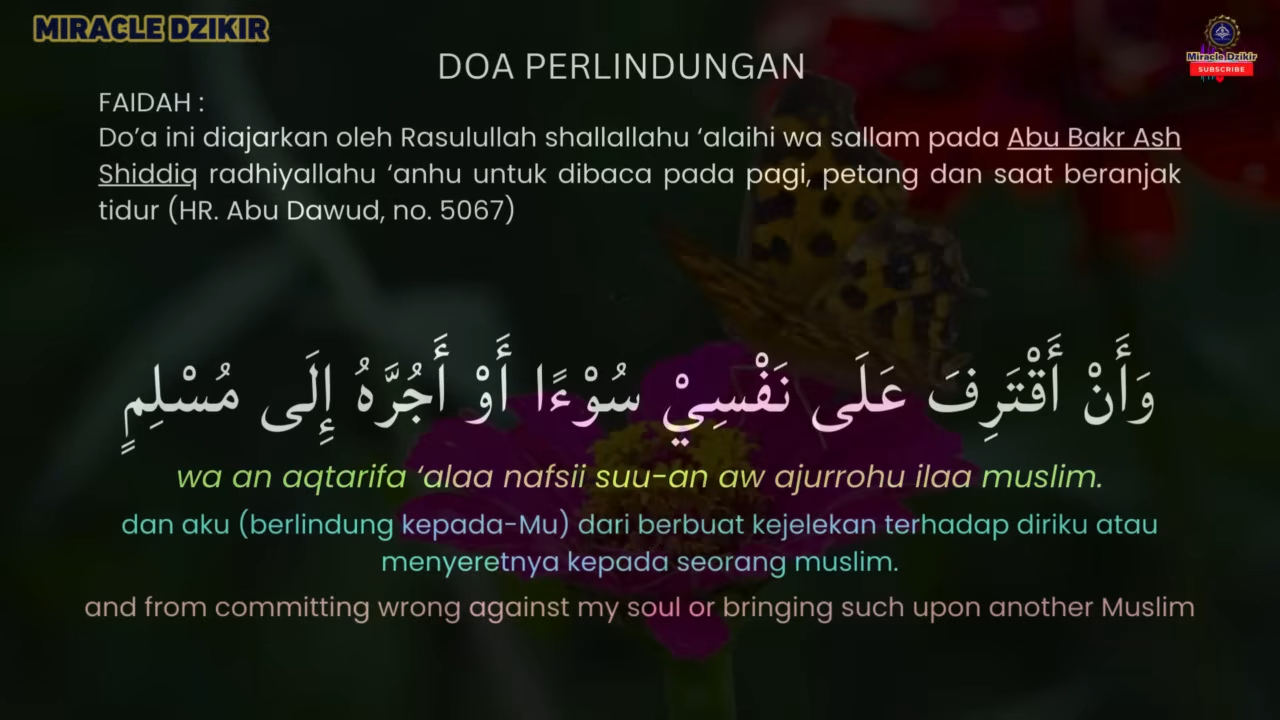 MIRACLE DZIKIR
Miracle Dzikir
SUBSCRIBE
DOA PERLINDUNGAN
FAIDAH :
Do’a ini diajarkan oleh Rasulullah shallallahu ‘alaihi wa sallam pada Abu Bakr Ash
Shiddiq radhiyallahu ‘anhu untuk dibaca pada pagi, petang dan saat beranjak
tidur (HR. Abu Dawud, no. 5067)
وَأَنْ أَقْتَرِفَ عَلَى نَفْسِيْ سُوْءًا أَوْ أَجُرَّهُ إِلَى مُسْلِمٍ
wa an aqtarifa ‘alaa nafsii suu-an aw ajurrohu ilaa muslim.
dan aku (berlindung kepada-Mu) dari berbuat kejelekan terhadap diriku atau
menyeretnya kepada seorang muslim.
and from committing wrong against my soul or bringing such upon another Muslim